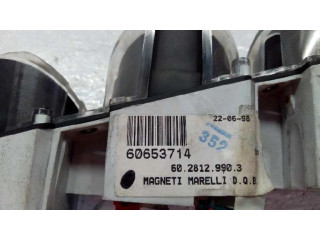 22-06-98
352
60653714
60.2812.990.3
MAGNETI MARELLI D.Q.B